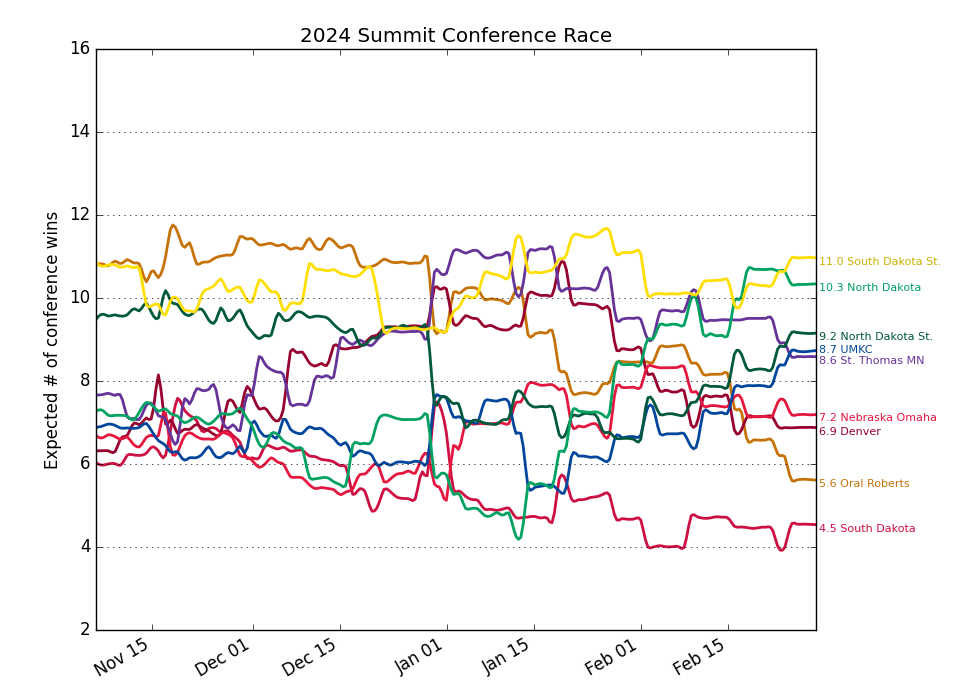 2024 Summit Conference Race
Expected # of conference wins
16
14
12
10
8
6
4
2
Nov 15
Dec 01
Dec 15
Jan 01
Jan 15
Feb 01
Feb 15
11.0 South Dakota St.
10.3 North Dakota
9.2 North Dakota St.
8.7 UMKC
8.6 St. Thomas MN
7.2 Nebraska Omaha
6.9 Denver
5.6 Oral Roberts
4.5 South Dakota